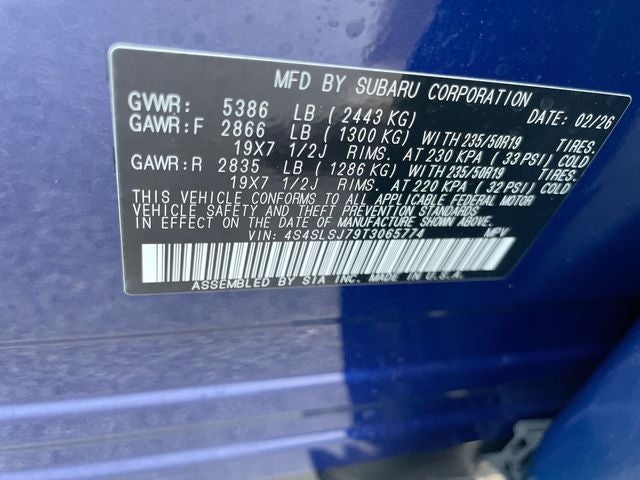 MFD BY SUBARU CORPORATION
GVWR: 5386 LB ( 2443 KG) DATE: 02/26
GAWR:F 2866 LB ( 1300 KG) WITH 235/50R19 TIRES.
19X7 1/2J RIMS. AT 230 KPA ( 33 PSI) COLD
GAWR:R 2835 LB ( 1286 KG) WITH 235/50R19 TIRES.
19X7 1/2J RIMS. AT 220 KPA ( 32 PSI) COLD
THIS VEHICLE CONFORMS TO ALL APPLICABLE FEDERAL MOTOR
VEHICLE SAFETY AND THEFT PREVENTION STANDARDS
IN EFFECT ON THE DATE OF MANUFACTURE SHOWN ABOVE.
VIN: 4S4SLSJ79T3065774 MPV
ASSEMBLED BY SIA INC. MADE IN U.S.A.